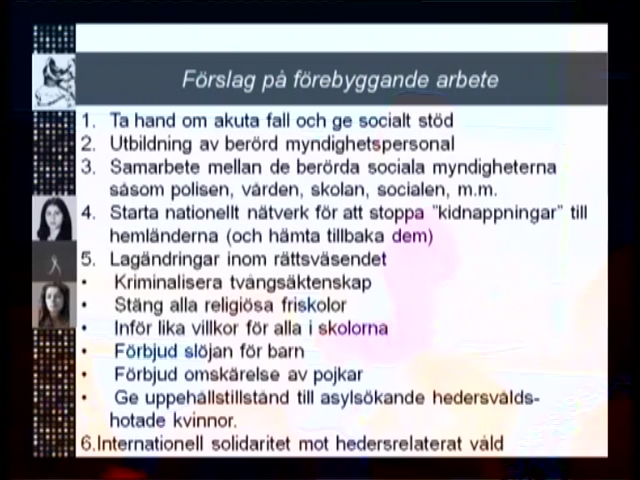 Förslag på förebyggande arbete
1. Ta hand om akuta fall och ge socialt stöd
2. Utbildning av berörd myndighetspersonal
3. Samarbete mellan de berörda sociala myndigheterna
såsom polisen, vården, skolan, socialen, m.m.
4. Starta nationellt nätverk för att stoppa "kidnappningar" till
hemländerna (och hämta tillbaka dem)
5. Lagändringar inom rättsväsendet
• Kriminalisera tvångsäktenskap
• Stäng alla religiösa friskolor
• Inför lika villkor för alla i skolorna
• Förbjud slöjan för barn
• Förbjud omskärelse av pojkar
• Ge uppehållstillstånd till asylsökande hedersvålds-
hotade kvinnor.
6.Internationell solidaritet mot hedersrelaterat våld